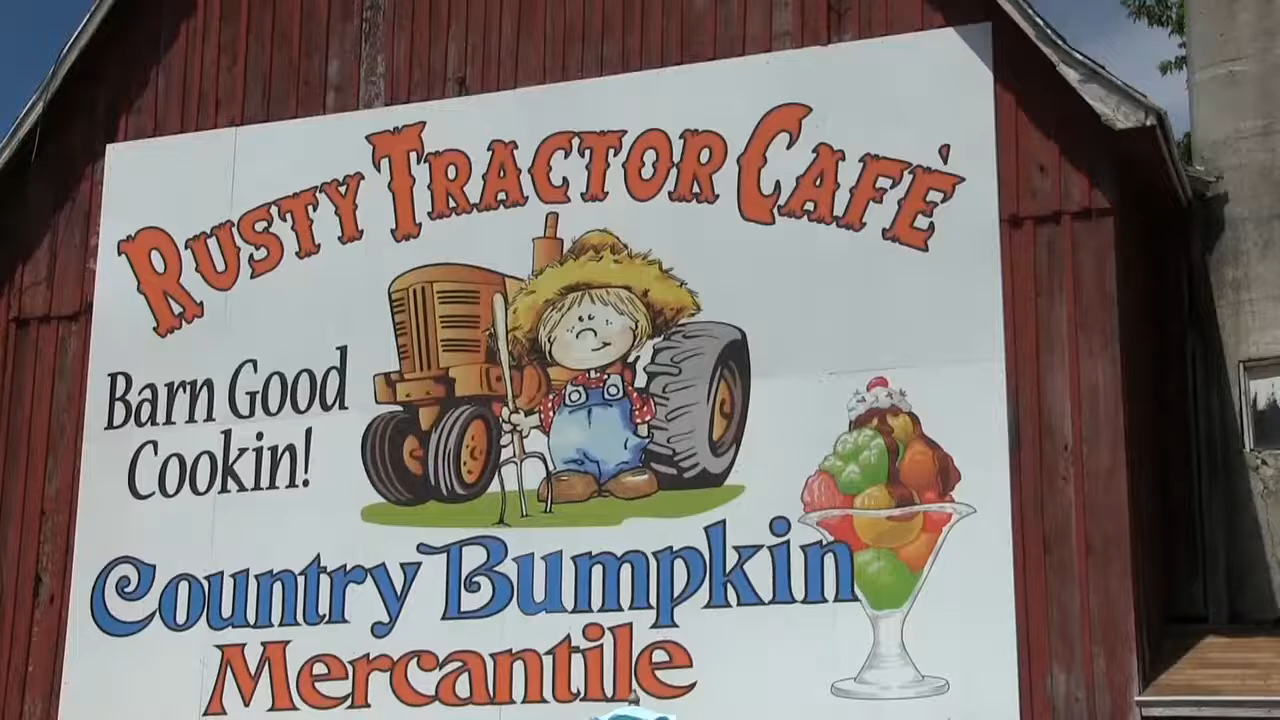 Rusty Tractor Café
Barn Good
Cookin!
Country Bumpkin
Mercantile